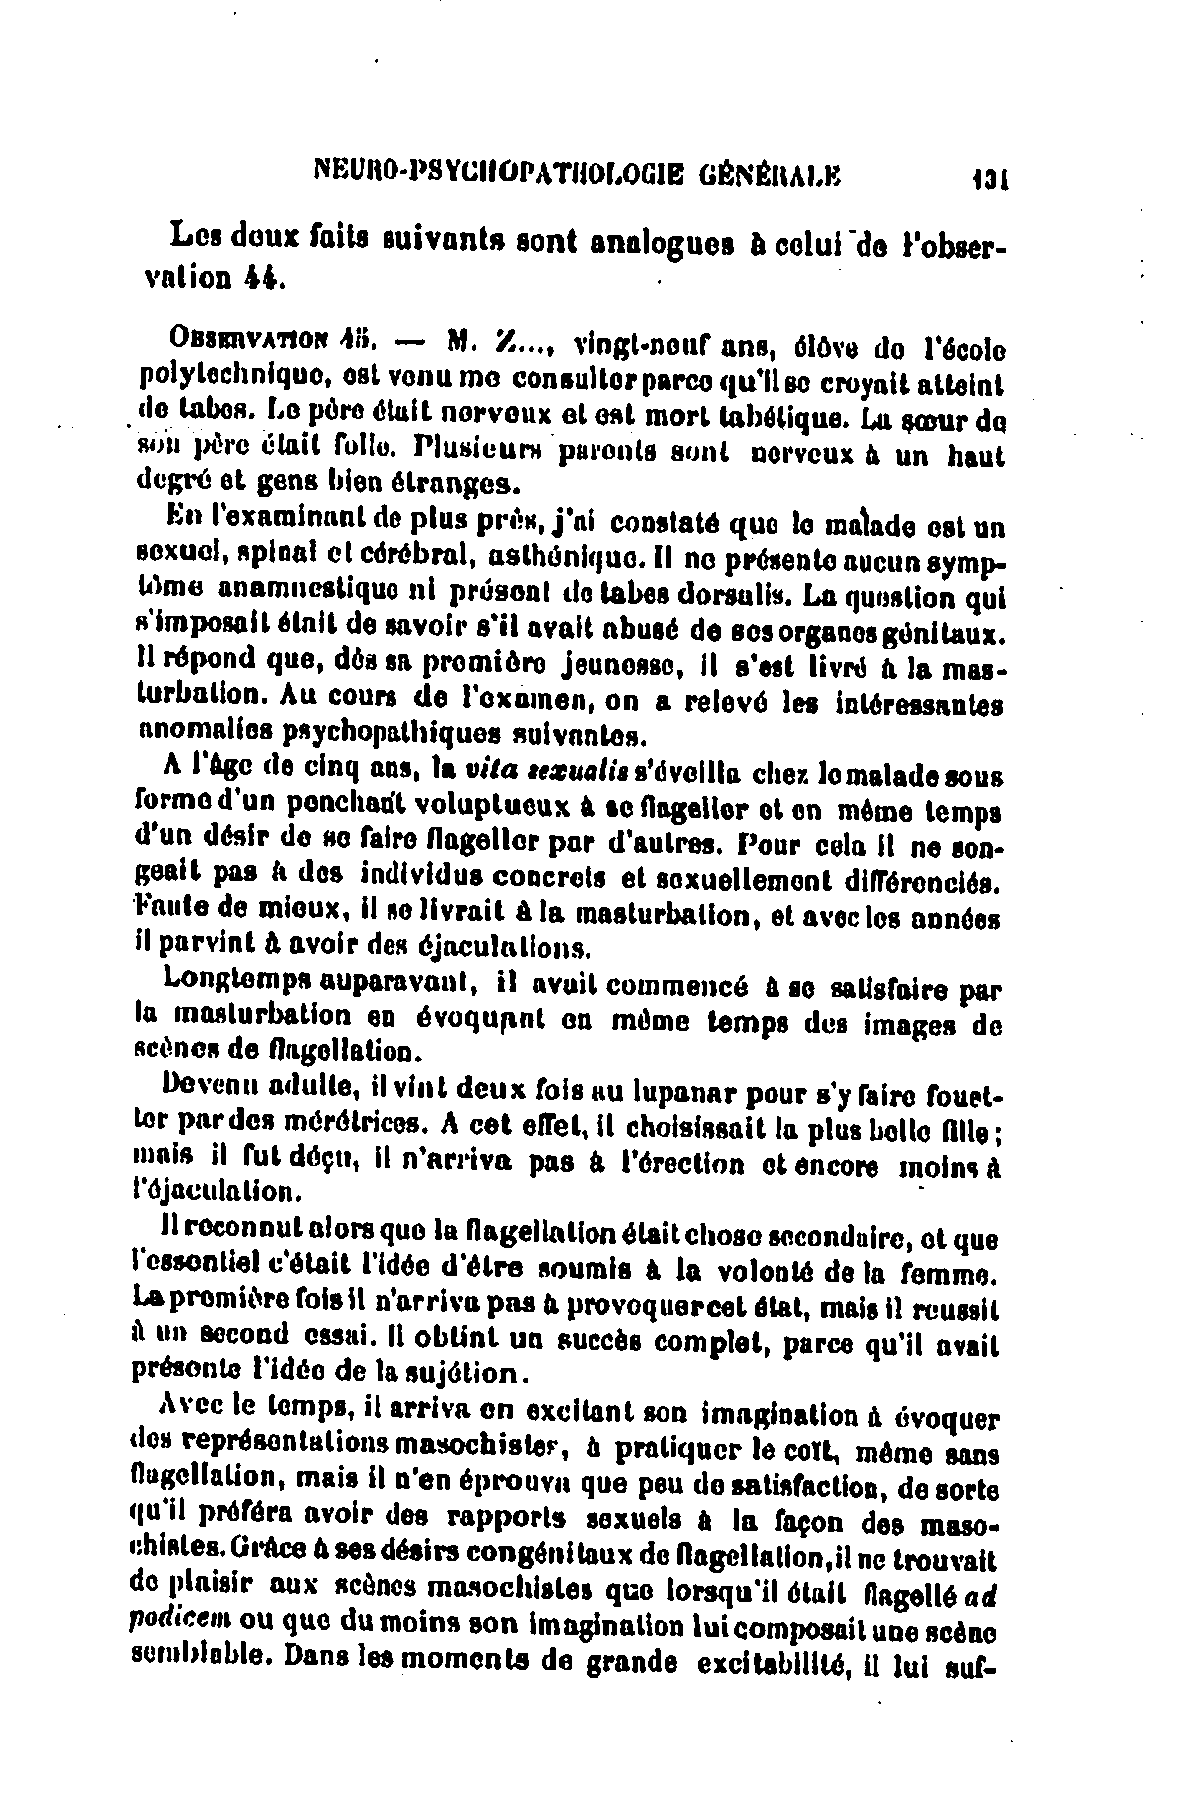 NEURO-PSYCHOPATHOLOGIE GÉNÉRALE 131
Les deux faits suivants sont analogues à celui de l'obser-
vation 44.
OBSERVATION 45. — M. Z..., vingt-neuf ans, élève de l'école
polytechnique, est venu me consulter parce qu'il se croyait atteint
de tabes. Le père était nerveux et est mort tabétique. La sœur de
son père était folle. Plusieurs parents sont nerveux à un haut
degré et gens bien étranges.
En l'examinant de plus près, j'ai constaté que le malade est un
sexuel, spinal et cérébral, asthénique. Il ne présente aucun symp-
tôme anamnestique ni présent de tabes dorsalis. La question qui
s'imposait était de savoir s'il avait abusé de ses organes génitaux.
Il répond que, dès sa première jeunesse, il s'est livré à la mas-
turbation. Au cours de l'examen, on a relevé les intéressantes
anomalies psychopathiques suivantes.
A l'âge de cinq ans, la vita sexualis s'éveilla chez le malade sous
forme d'un penchant voluptueux à se flageller et en même temps
d'un désir de se faire flageller par d'autres. Pour cela il ne son-
geait pas à des individus concrets et sexuellement différenciés.
Faute de mieux, il se livrait à la masturbation, et avec les années
il parvint à avoir des éjaculations.
Longtemps auparavant, il avait commencé à se satisfaire par
la masturbation en évoquant en même temps des images de
scènes de flagellation.
Devenu adulte, il vint deux fois au lupanar pour s'y faire fouet-
ter par des mérétrices. A cet effet, il choisissait la plus belle fille ;
mais il fut déçu, il n'arriva pas à l'érection et encore moins à
l'éjaculation.
Il reconnut alors que la flagellation était chose secondaire, et que
l'essentiel c'était l'idée d'être soumis à la volonté de la femme.
La première fois il n'arriva pas à provoquer cet état, mais il reussit
à un second essai. Il obtint un succès complet, parce qu'il avait
présente l'idée de la sujétion.
Avec le temps, il arriva en excitant son imagination à évoquer
des représentations masochistes, à pratiquer le coït, même sans
flagellation, mais il n'en éprouva que peu de satisfaction, de sorte
qu'il préféra avoir des rapports sexuels à la façon des maso-
chistes. Grâce à ses désirs congénitaux de flagellation, il ne trouvait
de plaisir aux scènes masochistes que lorsqu'il était flagellé ad
podicem ou que du moins son imagination lui composait une scène
semblable. Dans les moments de grande excitabilité, il lui suf-